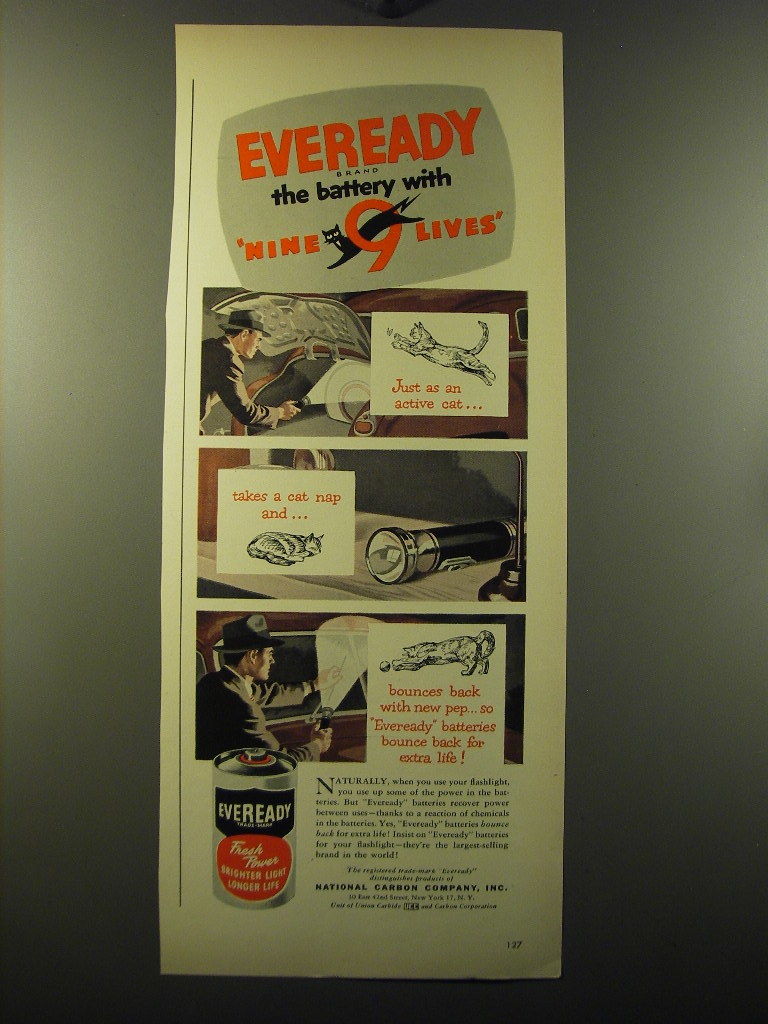 EVEREADY
BRAND
the battery with
"NINE 9 LIVES"
Just as an
active cat...
takes a cat nap
and...
bounces back
with new pep...so
"Eveready" batteries
bounce back for
extra life!
EVEREADY
TRADE-MARK
Fresh
Power
BRIGHTER LIGHT
LONGER LIFE
NATURALLY, when you use your flashlight,
you use up some of the power in the bat-
teries. But "Eveready" batteries recover power
between uses—thanks to a reaction of chemicals
in the batteries. Yes, "Eveready" batteries bounce
back for extra life! Insist on "Eveready" batteries
for your flashlight—they're the largest-selling
brand in the world!
The registered trade-mark "Eveready"
distinguishes products of
NATIONAL CARBON COMPANY, INC.
30 East 42nd Street, New York 17, N. Y.
Unit of Union Carbide UCC and Carbon Corporation
127